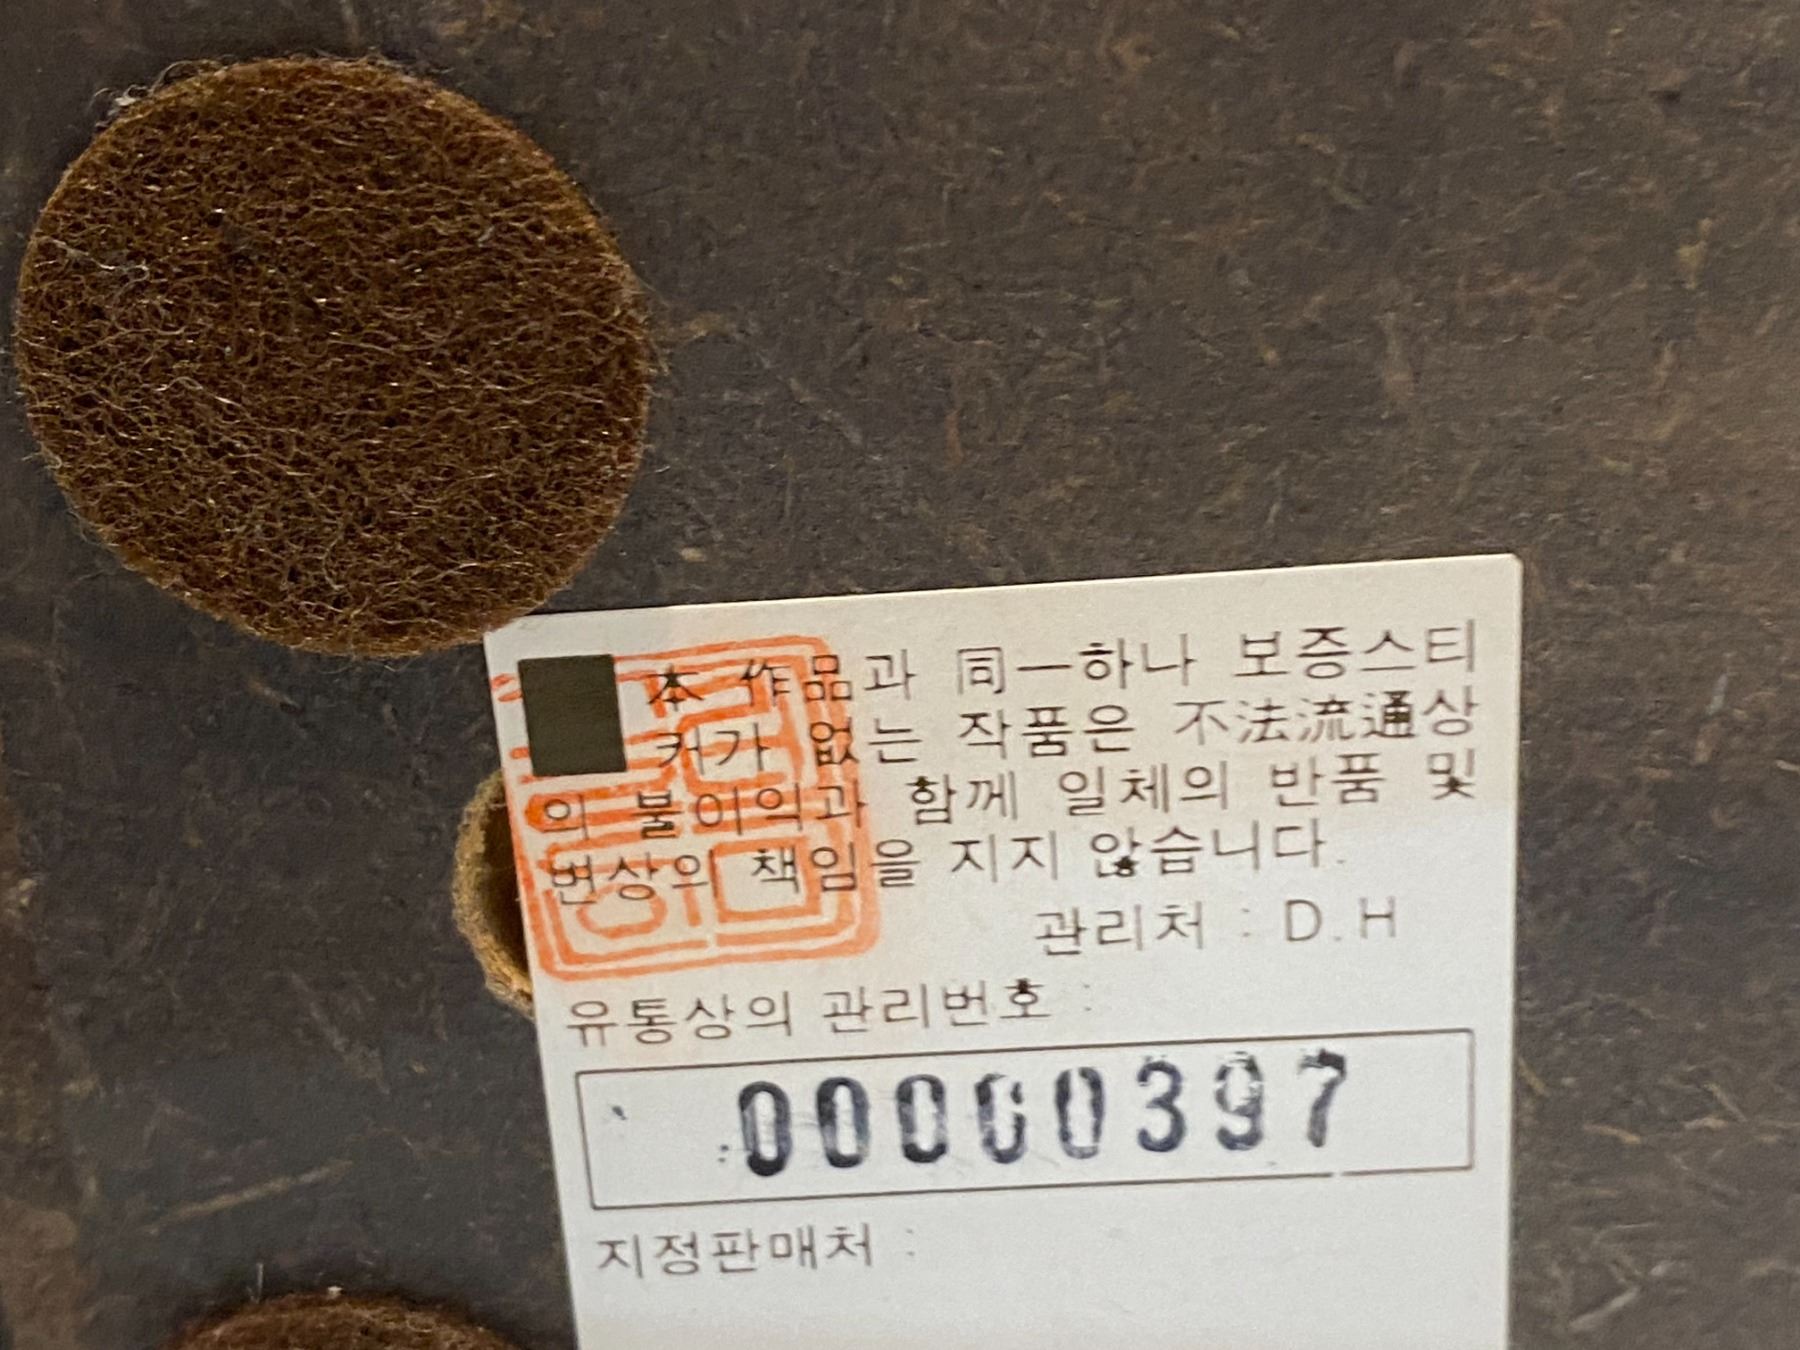 本 作品과 同一하나 보증스티
커가 없는 작품은 不法流通상
의 불이익과 함께 일체의 반품 및
변상의 책임을 지지 않습니다.
관리처 : D.H
유통상의 관리번호 :
00000397
지정판매처 :